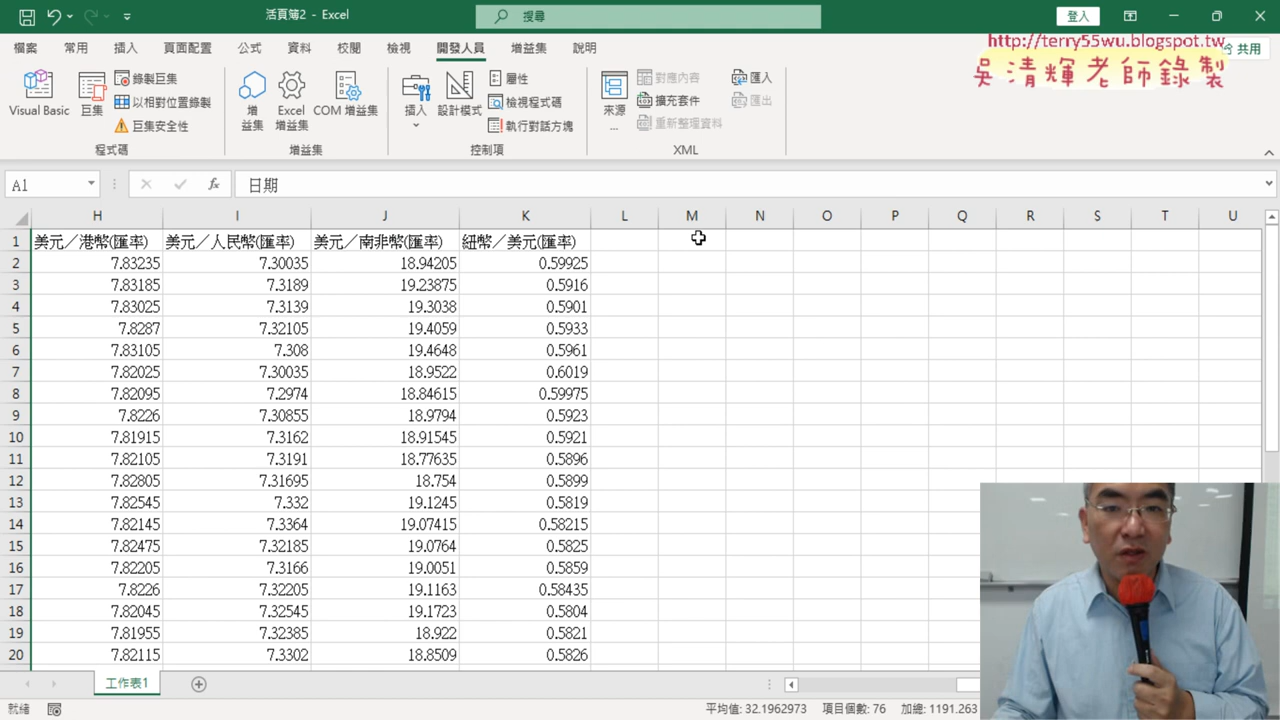 活頁簿2 - Excel
搜尋
登入
檔案 常用 插入 頁面配置 公式 資料 校閱 檢視 開發人員 增益集 說明
共用
http://terry55wu.blogspot.tw
吳清輝老師錄製
Visual Basic
巨集
錄製巨集
以相對位置錄製
巨集安全性
程式碼
增益集
Excel 增益集
COM 增益集
增益集
插入
設計模式
屬性
檢視程式碼
執行對話方塊
控制項
來源
...
對應內容
擴充套件
重新整理資料
匯入
匯出
XML
A1
fx
日期
H I J K L M N O P Q R S T U
1 美元／港幣(匯率) 美元／人民幣(匯率) 美元／南非幣(匯率) 紐幣／美元(匯率)
2 7.83235 7.30035 18.94205 0.59925
3 7.83185 7.3189 19.23875 0.5916
4 7.83025 7.3139 19.3038 0.5901
5 7.8287 7.32105 19.4059 0.5933
6 7.83105 7.308 19.4648 0.5961
7 7.82025 7.30035 18.9522 0.6019
8 7.82095 7.2974 18.84615 0.59975
9 7.8226 7.30855 18.9794 0.5923
10 7.81915 7.3162 18.91545 0.5921
11 7.82105 7.3191 18.77635 0.5896
12 7.82805 7.31695 18.754 0.5899
13 7.82545 7.332 19.1245 0.5819
14 7.82145 7.3364 19.07415 0.58215
15 7.82475 7.32185 19.0764 0.5825
16 7.82205 7.3166 19.0051 0.5859
17 7.8226 7.32205 19.1163 0.58435
18 7.82045 7.32545 19.1723 0.5804
19 7.81955 7.32385 18.922 0.5821
20 7.82115 7.3302 18.8509 0.5826
工作表1
就緒
平均值: 32.1962973 項目個數: 76 加總: 1191.263